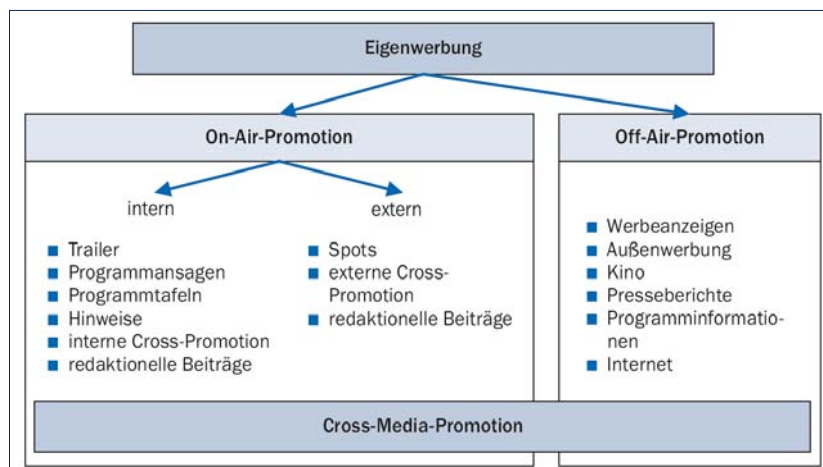 Eigenwerbung
On-Air-Promotion
intern
Trailer
Programmansagen
Programmtafeln
Hinweise
interne Cross-Promotion
redaktionelle Beiträge
extern
Spots
externe Cross-
Promotion
redaktionelle Beiträge
Off-Air-Promotion
Werbeanzeigen
Außenwerbung
Kino
Presseberichte
Programminformatio-
nen
Internet
Cross-Media-Promotion